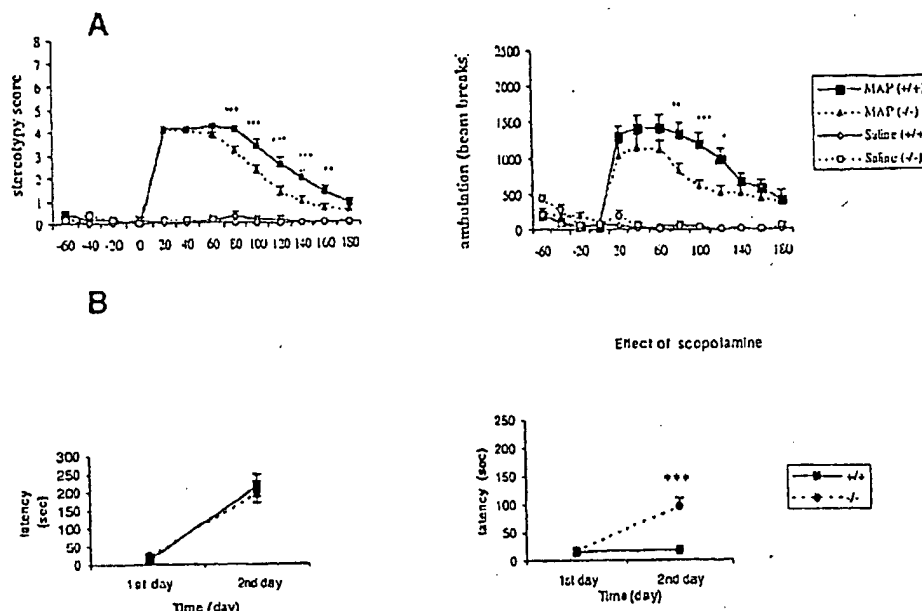 A
stereotypy score
8
7
6
5
4
3
2
1
0
-60 -40 -20 0 20 40 60 80 100 120 140 160 180
*** *** *** *** **
ambulation (beam breaks)
2500
2000
1500
1000
500
0
-60 -20 20 60 100 140 180
** *** *
MAP (+/+)
MAP (-/-)
Saline (+/+)
Saline (-/-)
B
latency (sec)
300
250
200
150
100
50
0
1st day 2nd day
Time (day)
Effect of scopolamine
latency (sec)
250
200
150
100
50
0
***
1st day 2nd day
Time (day)
+/+
-/-